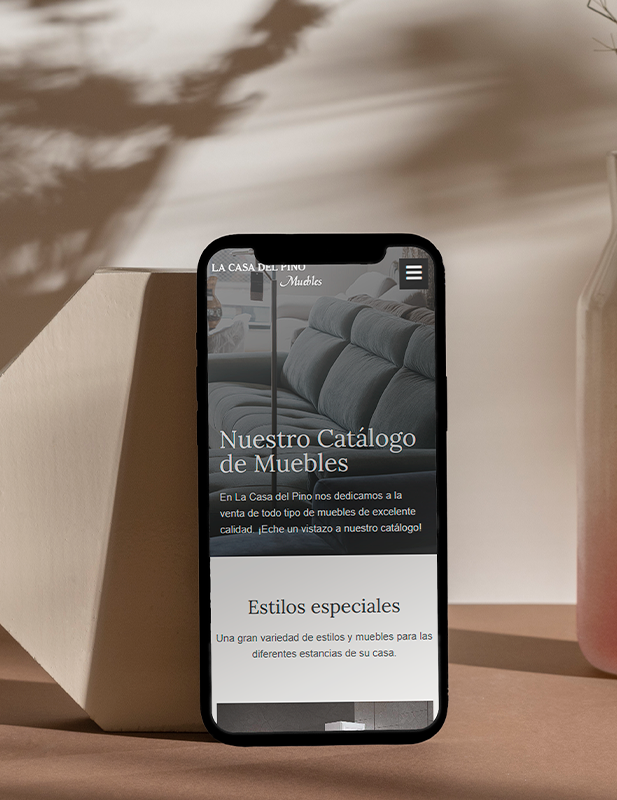 LA CASA DEL PINO
Muebles
Nuestro Catálogo
de Muebles
En La Casa del Pino nos dedicamos a la
venta de todo tipo de muebles de excelente
calidad. ¡Eche un vistazo a nuestro catálogo!
Estilos especiales
Una gran variedad de estilos y muebles para las
diferentes estancias de su casa.